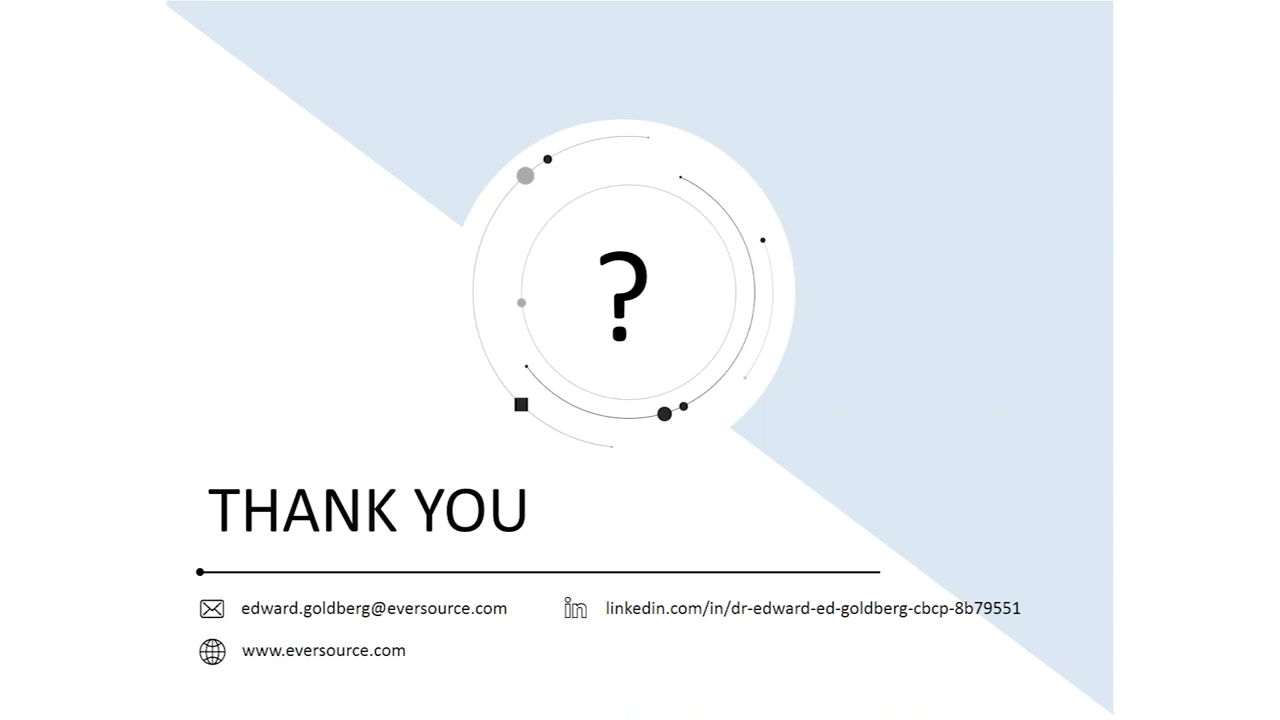 ?
THANK YOU
edward.goldberg@eversource.com
linkedin.com/in/dr-edward-ed-goldberg-cbcp-8b79551
www.eversource.com